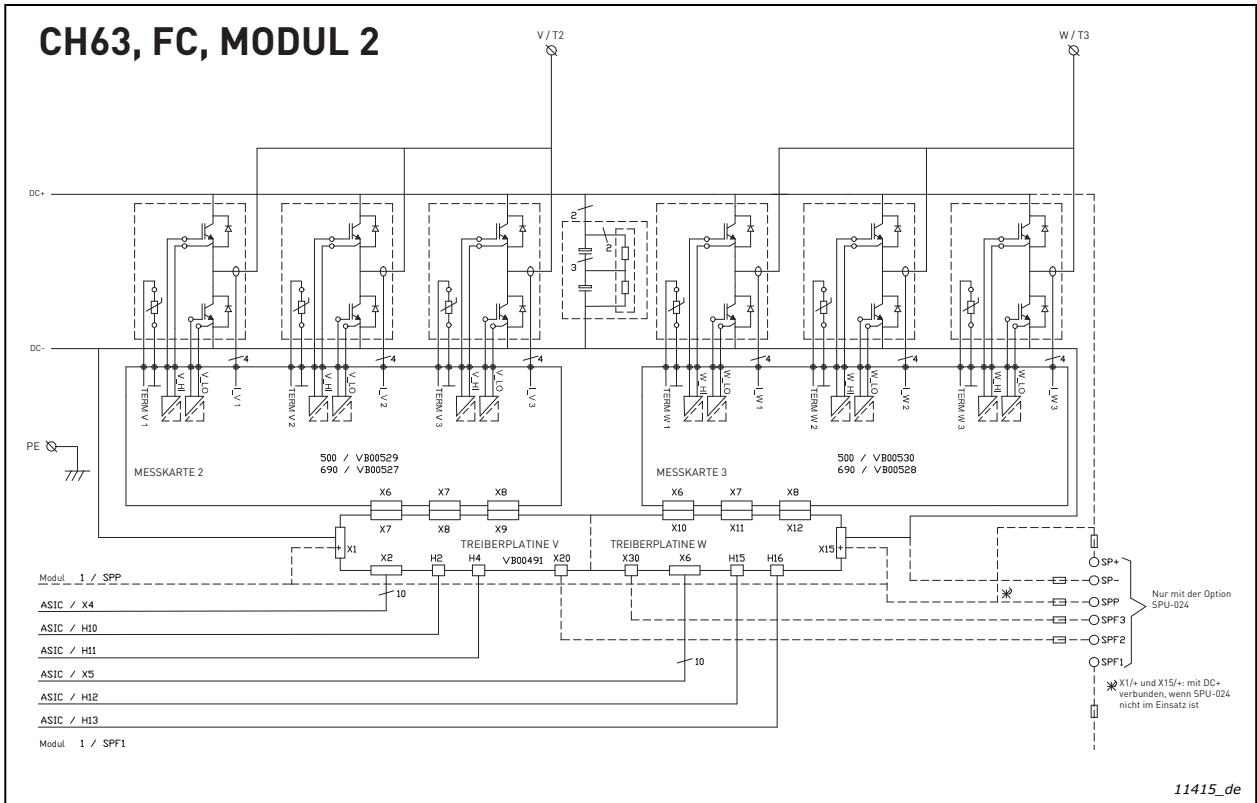 CH63, FC, MODUL 2
V / T2
W / T3
DC+
2
2
3
DC-
4
4
4
4
4
4
TERM V 1
V_HI
V_LO
I_V 1
TERM V 2
V_HI
V_LO
I_V 2
TERM V 3
V_HI
V_LO
I_V 3
TERM W 1
W_HI
W_LO
I_W 1
TERM W 2
W_HI
W_LO
I_W 2
TERM W 3
W_HI
W_LO
I_W 3
PE
MESSKARTE 2
500 / VB00529
690 / VB00527
MESSKARTE 3
500 / VB00530
690 / VB00528
X6 X7 X8
X6 X7 X8
X7 X8 X9
X10 X11 X12
X1
+
TREIBERPLATINE V
TREIBERPLATINE W
VB00491
X15
+
X2 H2 H4 X20 X30 X6 H15 H16
10
10
Modul 1 / SPP
ASIC / X4
ASIC / H10
ASIC / H11
ASIC / X5
ASIC / H12
ASIC / H13
Modul 1 / SPF1
SP+
SP-
SPP
SPF3
SPF2
SPF1
Nur mit der Option
SPU-024
X1/+ und X15/+: mit DC+
verbunden, wenn SPU-024
nicht im Einsatz ist
11415_de